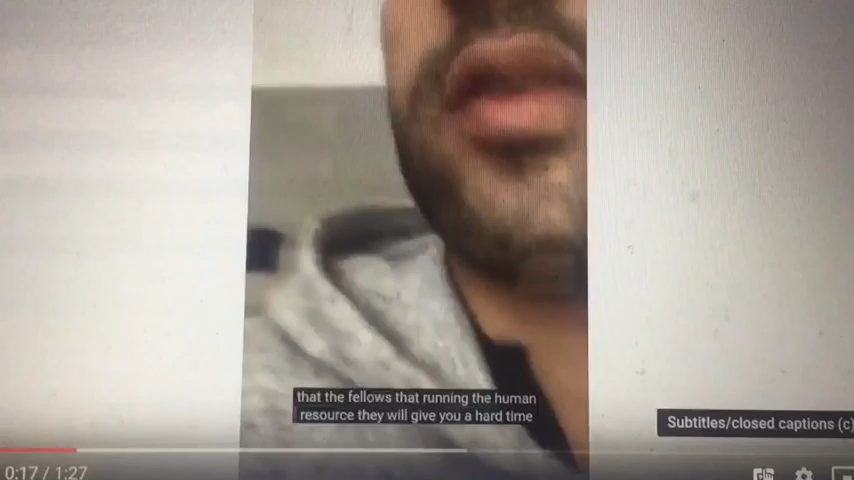 that the fellows that running the human
resource they will give you a hard time
Subtitles/closed captions (c)
0:17 / 1:27